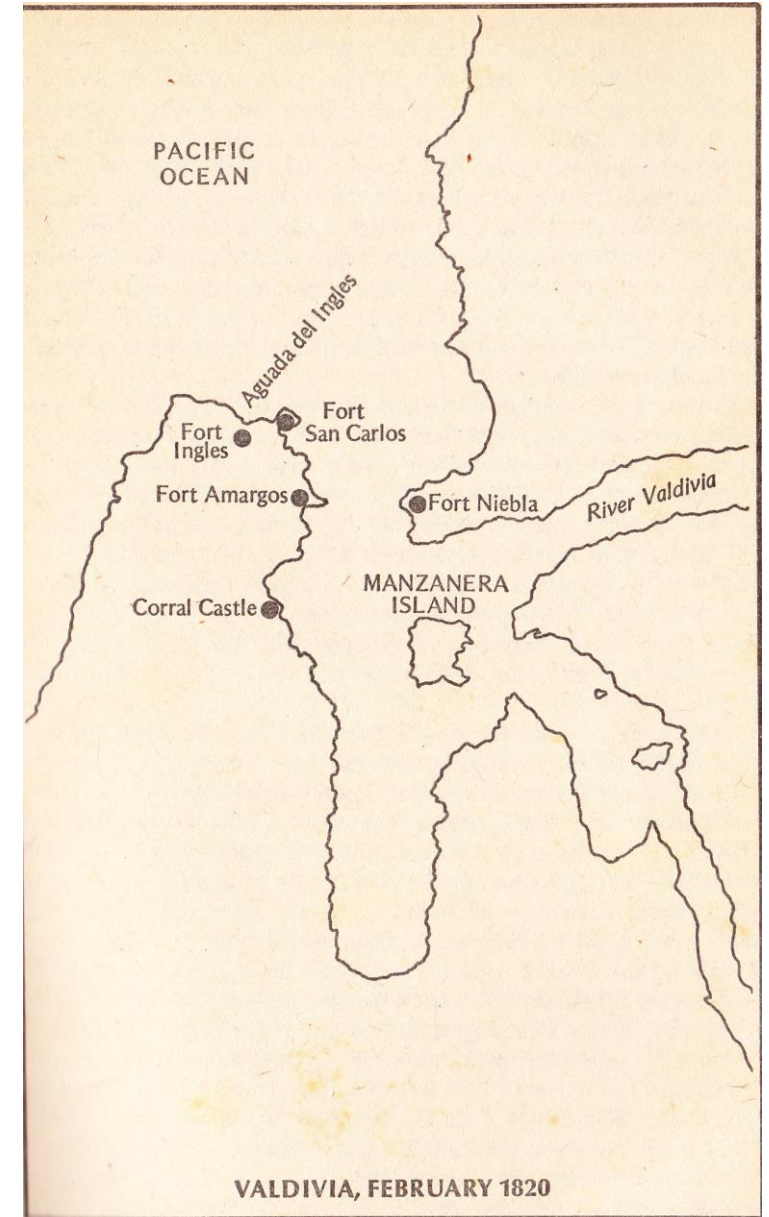 PACIFIC
OCEAN
Aguada del Ingles
Fort
San Carlos
Fort
Ingles
Fort Amargos
Fort Niebla
River Valdivia
MANZANERA
ISLAND
Corral Castle
VALDIVIA, FEBRUARY 1820